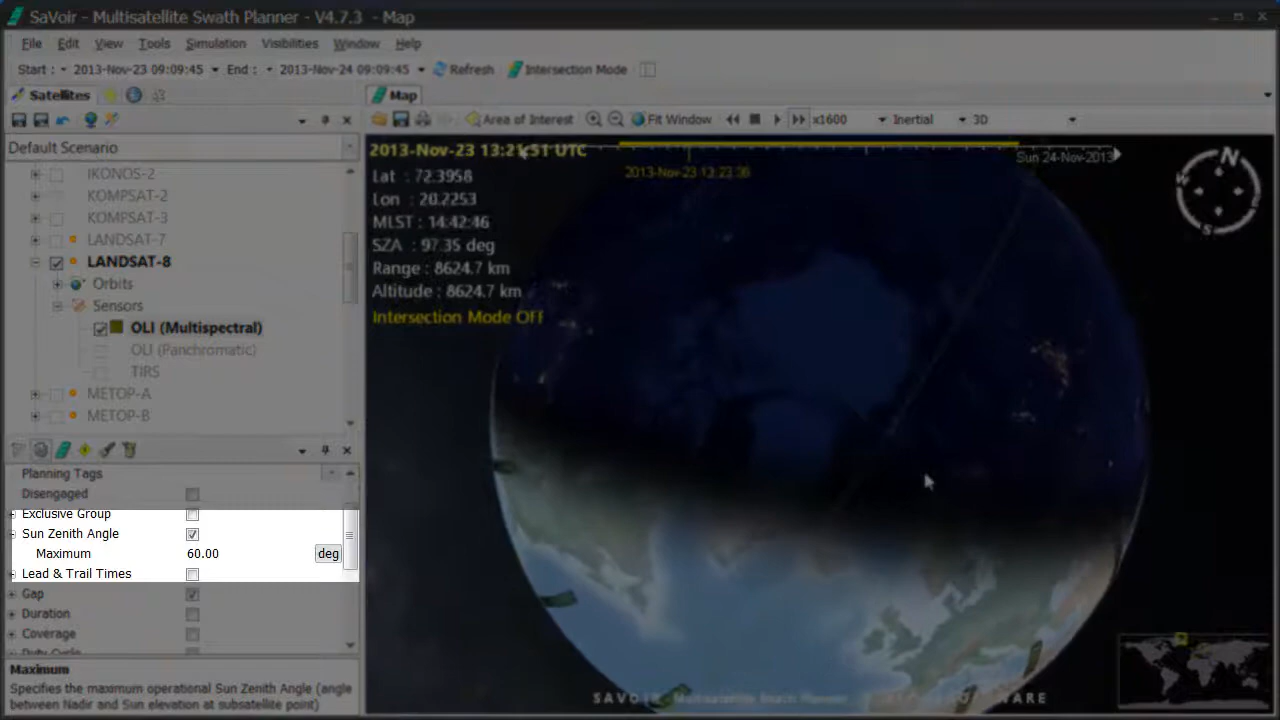 SaVoir - Multisatellite Swath Planner - V4.7.3 - Map
File Edit View Tools Simulation Visibilities Window Help
Start : 2013-Nov-23 09:09:45 End : 2013-Nov-24 09:09:45 Refresh Intersection Mode
Satellites
Map
Area of Interest Fit Window x1600 Inertial 3D
Default Scenario
IKONOS-2
KOMPSAT-2
KOMPSAT-3
LANDSAT-7
LANDSAT-8
Orbits
Sensors
OLI (Multispectral)
OLI (Panchromatic)
TIRS
METOP-A
METOP-B
2013-Nov-23 13:21:51 UTC
Sun 24-Nov-2013
Lat : 72.3958
Lon : 20.2253
MLST : 14:42:46
SZA : 97.35 deg
Range : 8624.7 km
Altitude : 8624.7 km
Intersection Mode OFF
N
S
Planning Tags
Disengaged
Exclusive Group
Sun Zenith Angle
Maximum 60.00 deg
Lead & Trail Times
Gap
Duration
Coverage
Duty Cycle
Maximum
Specifies the maximum operational Sun Zenith Angle (angle
between Nadir and Sun elevation at subsatellite point)
SAVOIR Multisatellite Swath Planner